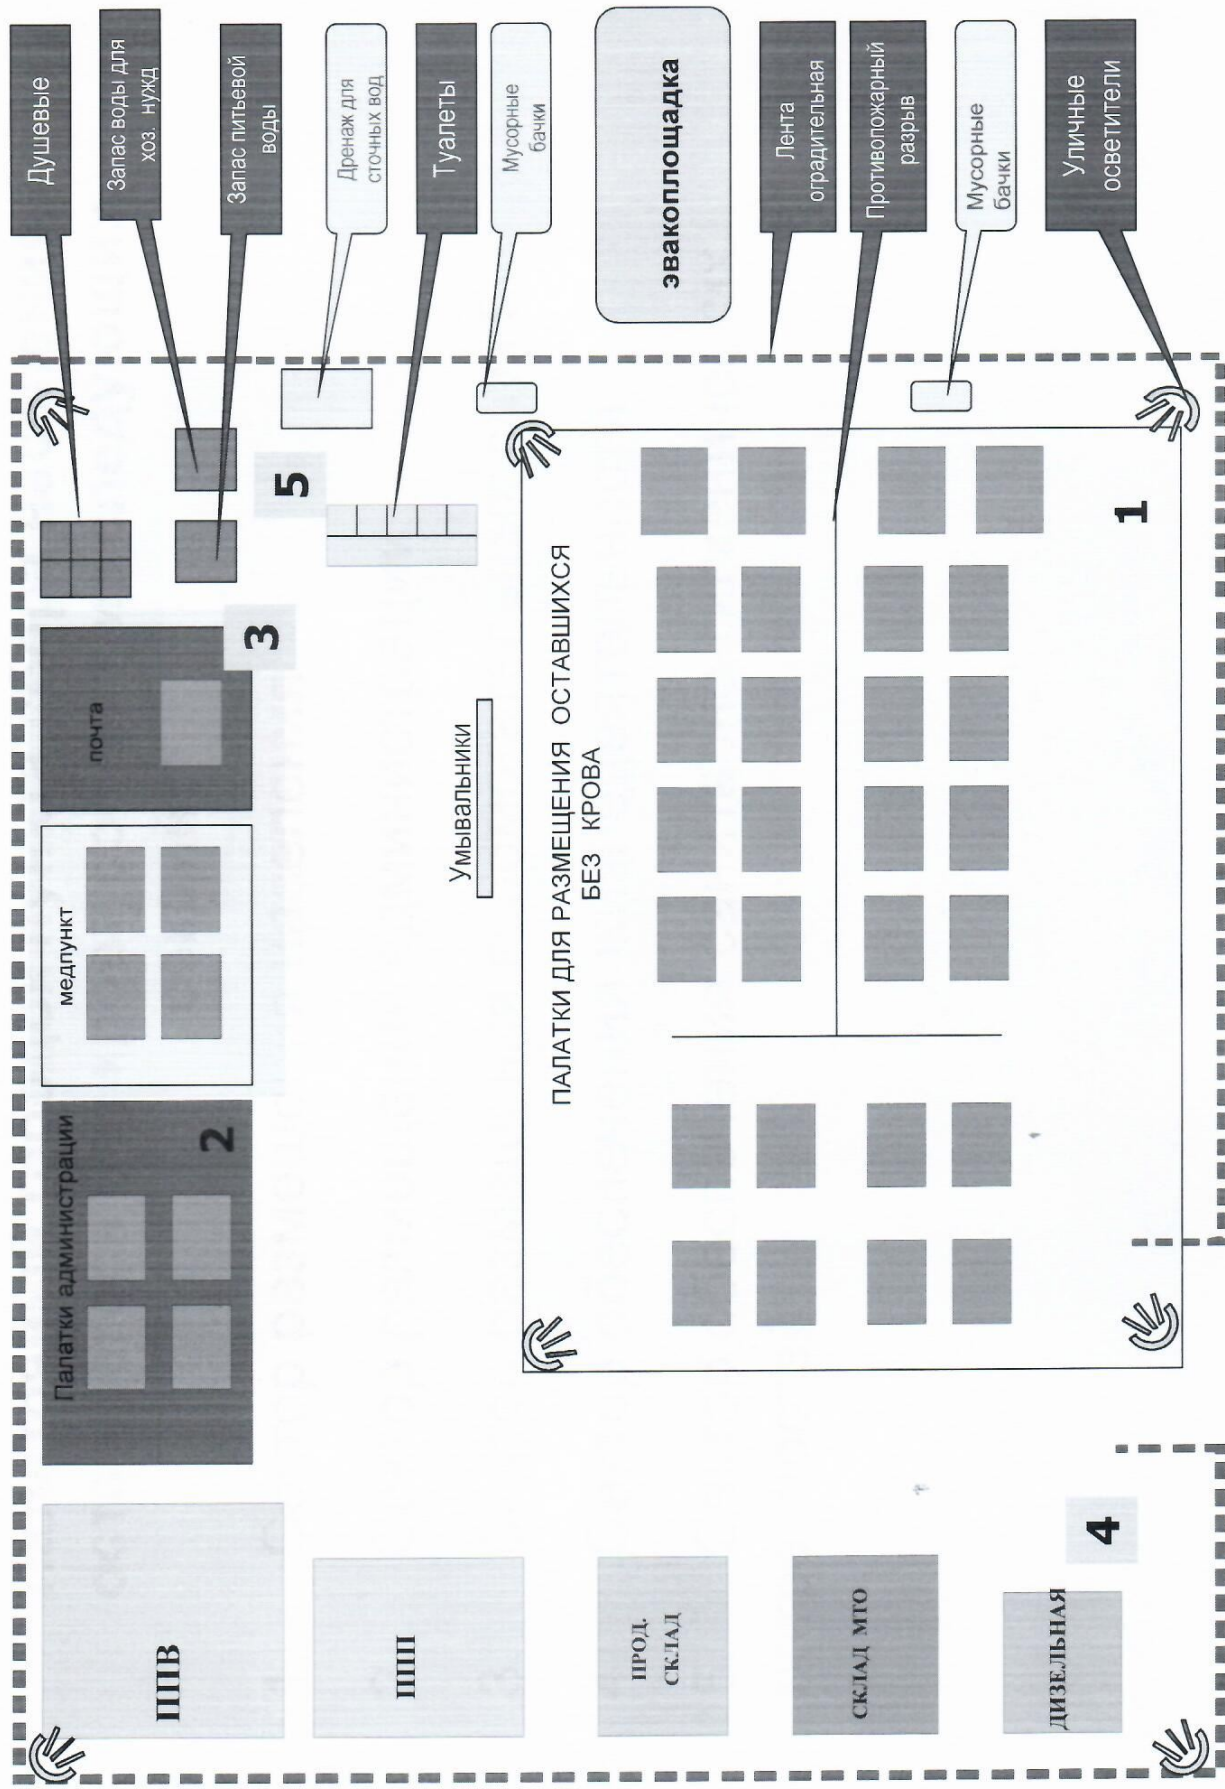 Душевые
Запас воды для
хоз. нужд
Запас питьевой
воды
Дренаж для
сточных вод
Туалеты
Мусорные
бачки
эвакоплощадка
Лента
оградительная
Противопожарный
разрыв
Мусорные
бачки
Уличные
осветители
5
3
почта
медпункт
Палатки администрации
2
Умывальники
ПАЛАТКИ ДЛЯ РАЗМЕЩЕНИЯ ОСТАВШИХСЯ
БЕЗ КРОВА
1
ППВ
ППП
ПРОД.
СКЛАД
СКЛАД МТО
ДИЗЕЛЬНАЯ
4